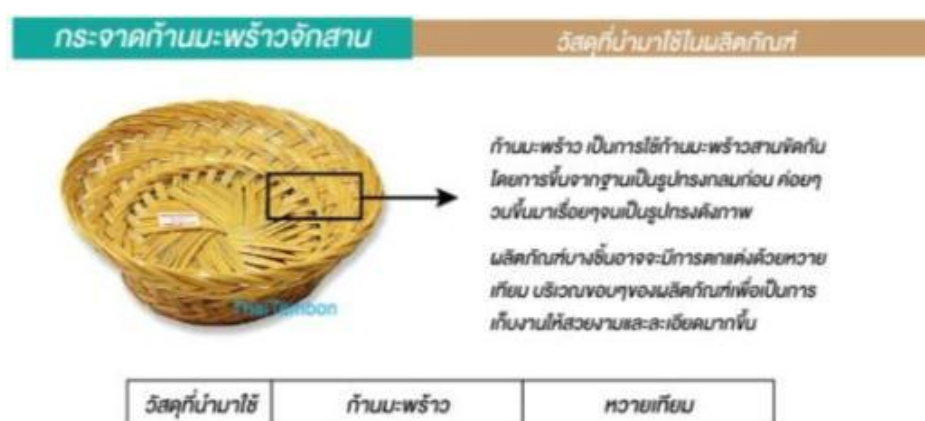 กระจาดก้านมะพร้าวจักสาน
วัสดุที่นำมาใช้ในผลิตภัณฑ์
ก้านมะพร้าว เป็นการใช้ก้านมะพร้าวสานขัดกัน
โดยการขึ้นจากฐานเป็นรูปทรงกลมก่อน ค่อยๆ
วนขึ้นมาเรื่อยๆจนเป็นรูปทรงดังภาพ
ผลิตภัณฑ์บางชิ้นอาจจะมีการตกแต่งด้วยหวาย
เทียม บริเวณขอบๆของผลิตภัณฑ์เพื่อเป็นการ
เก็บงานให้สวยงามและละเอียดมากขึ้น
ThaiTambon
วัสดุที่นำมาใช้ ก้านมะพร้าว หวายเทียม